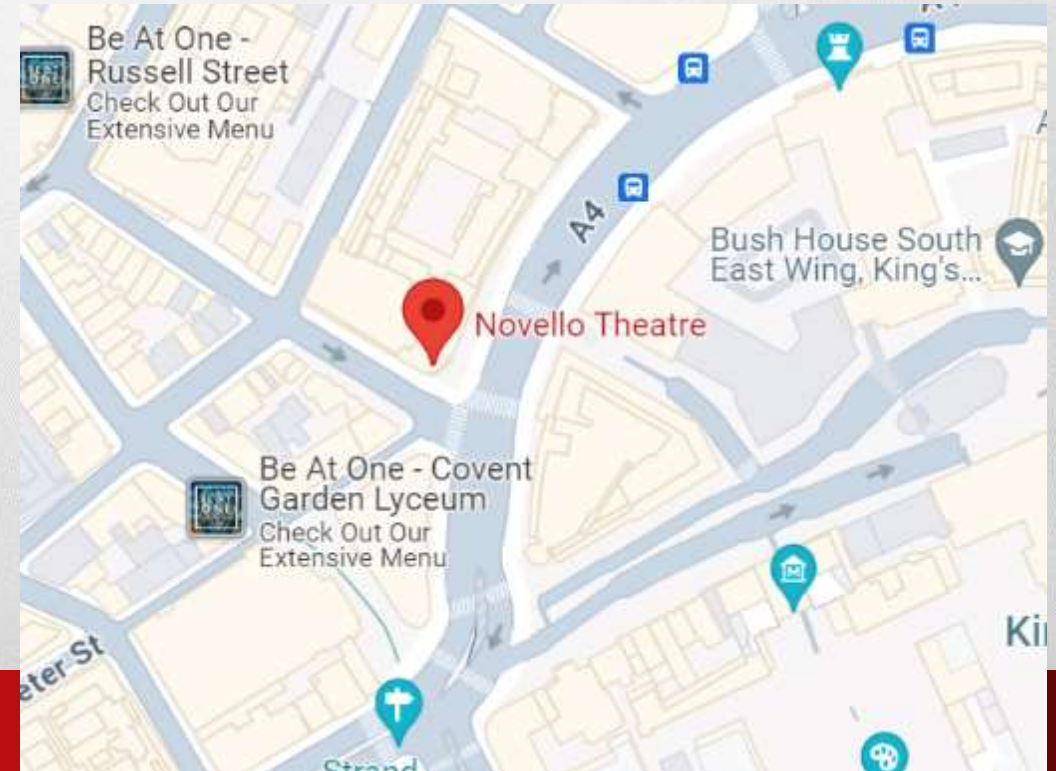 Be At One -
Russell Street
Check Out Our
Extensive Menu
A4
Bush House South
East Wing, King's...
Novello Theatre
Be At One - Covent
Garden Lyceum
Check Out Our
Extensive Menu
eter St
Ki
Strand